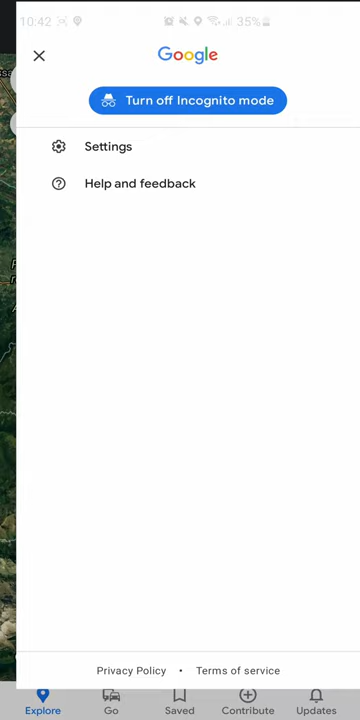 10:42
35%
Google
Turn off Incognito mode
Settings
Help and feedback
Privacy Policy • Terms of service
Explore
Go
Saved
Contribute
Updates